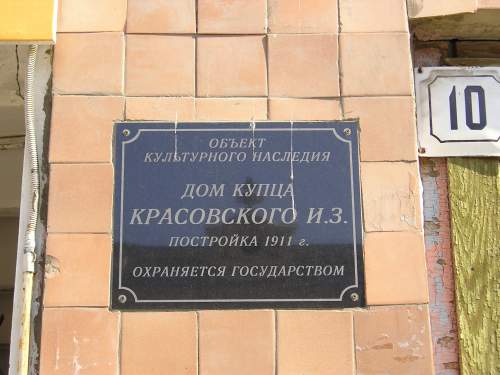 ОБЪЕКТ
КУЛЬТУРНОГО НАСЛЕДИЯ
ДОМ КУПЦА
КРАСОВСКОГО И.З.
ПОСТРОЙКА 1911 г.
ОХРАНЯЕТСЯ ГОСУДАРСТВОМ
10